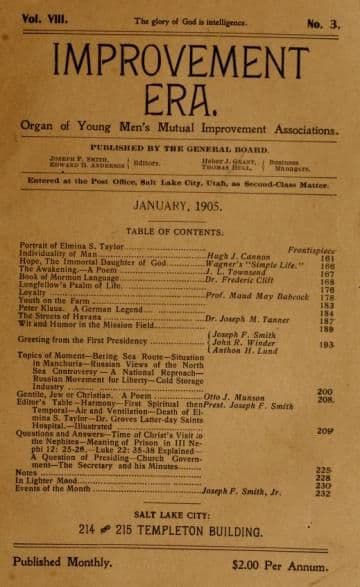 Vol. VIII. The glory of God is intelligence. No. 3.
IMPROVEMENT
ERA.
Organ of Young Men's Mutual Improvement Associations.
PUBLISHED BY THE GENERAL BOARD.
JOSEPH F. SMITH, EDWARD H. ANDERSON } Editors. Heber J. GRANT, THOMAS HULL, } Business Managers.
Entered at the Post Office, Salt Lake City, Utah, as Second-Class Matter.
JANUARY, 1905.
TABLE OF CONTENTS:
Portrait of Elmina S. Taylor Frontispiece
Individuality of Man Hugh J. Cannon 161
Hope, The Immortal Daughter of God Wagner's "Simple Life." 166
The Awakening—A Poem J. L. Townsend 167
Book of Mormon Language Dr. Frederic Clift 168
Longfellow's Psalm of Life 176
Loyalty Prof. Maud May Babcock 178
Youth on the Farm 183
Peter Klaus. A German Legend 184
The Streets of Havana Dr. Joseph M. Tanner 187
Wit and Humor in the Mission Field 189
Greeting from the First Presidency { Joseph F. Smith John R. Winder Anthon H. Lund 193
Topics of Moment—Bering Sea Route—Situation
in Manchuria—Russian Views of the North
Sea Controversy—A National Reproach—
Russian Movement for Liberty—Cold Storage
Industry 200
Gentile, Jew or Christian. A Poem Otto J. Monson 208
Editor's Table—Harmony—First Spiritual then Prest. Joseph F. Smith
Temporal—Air and Ventilation—Death of El-
mina S. Taylor—Dr. Groves Latter-day Saints
Hospital.—Illustrated 209
Questions and Answers—Time of Christ's Visit to
the Nephites—Meaning of Prison in III Ne-
phi 12: 25-26.—Luke 22: 35-38 Explained—
A Question of Presiding—Church Govern-
ment—The Secretary and his Minutes 225
Notes 228
In Lighter Mood 230
Events of the Month Joseph F. Smith, Jr. 232
SALT LAKE CITY:
214 and 215 TEMPLETON BUILDING.
Published Monthly. $2.00 Per Annum.